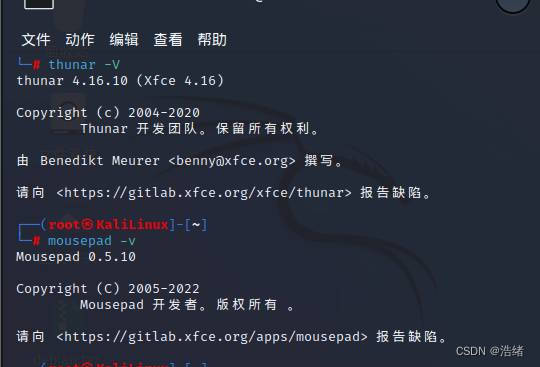 文件 动作 编辑 查看 帮助
└─# thunar -V
thunar 4.16.10 (Xfce 4.16)
Copyright (c) 2004-2020
Thunar 开发团队。保留所有权利。
由 Benedikt Meurer <benny@xfce.org> 撰写。
请向 <https://gitlab.xfce.org/xfce/thunar> 报告缺陷。
┌──(root㉿KaliLinux)-[~]
└─# mousepad -v
Mousepad 0.5.10
Copyright (C) 2005-2022
Mousepad 开发者。版权所有 。
请向 <https://gitlab.xfce.org/apps/mousepad> 报告缺陷。
CSDN @浩绪